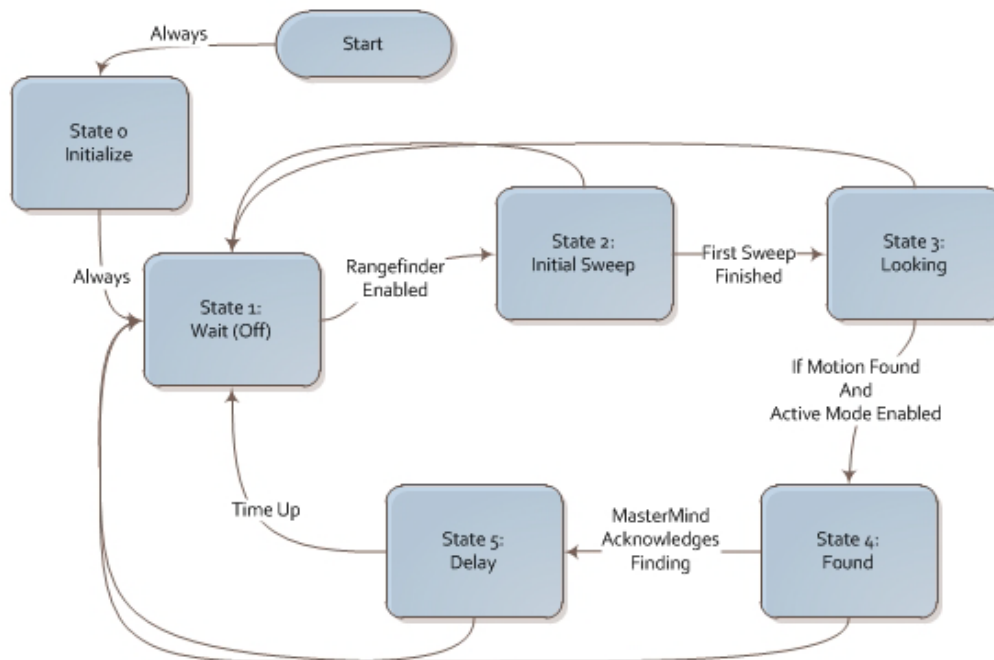 Always
Start
State 0
Initialize
Always
State 1:
Wait (Off)
Rangefinder
Enabled
State 2:
Initial Sweep
First Sweep
Finished
State 3:
Looking
If Motion Found
And
Active Mode Enabled
State 4:
Found
MasterMind
Acknowledges
Finding
State 5:
Delay
Time Up